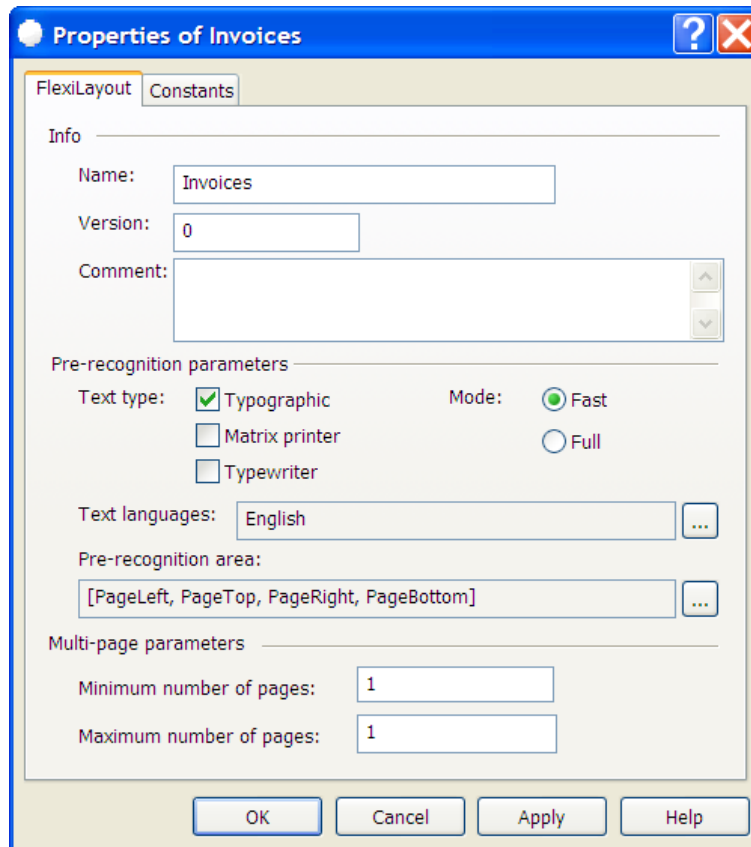 Properties of Invoices
FlexiLayout Constants
Info
Name: Invoices
Version: 0
Comment:
Pre-recognition parameters
Text type: Typographic Mode: Fast
Matrix printer Full
Typewriter
Text languages: English ...
Pre-recognition area:
[PageLeft, PageTop, PageRight, PageBottom] ...
Multi-page parameters
Minimum number of pages: 1
Maximum number of pages: 1
OK Cancel Apply Help